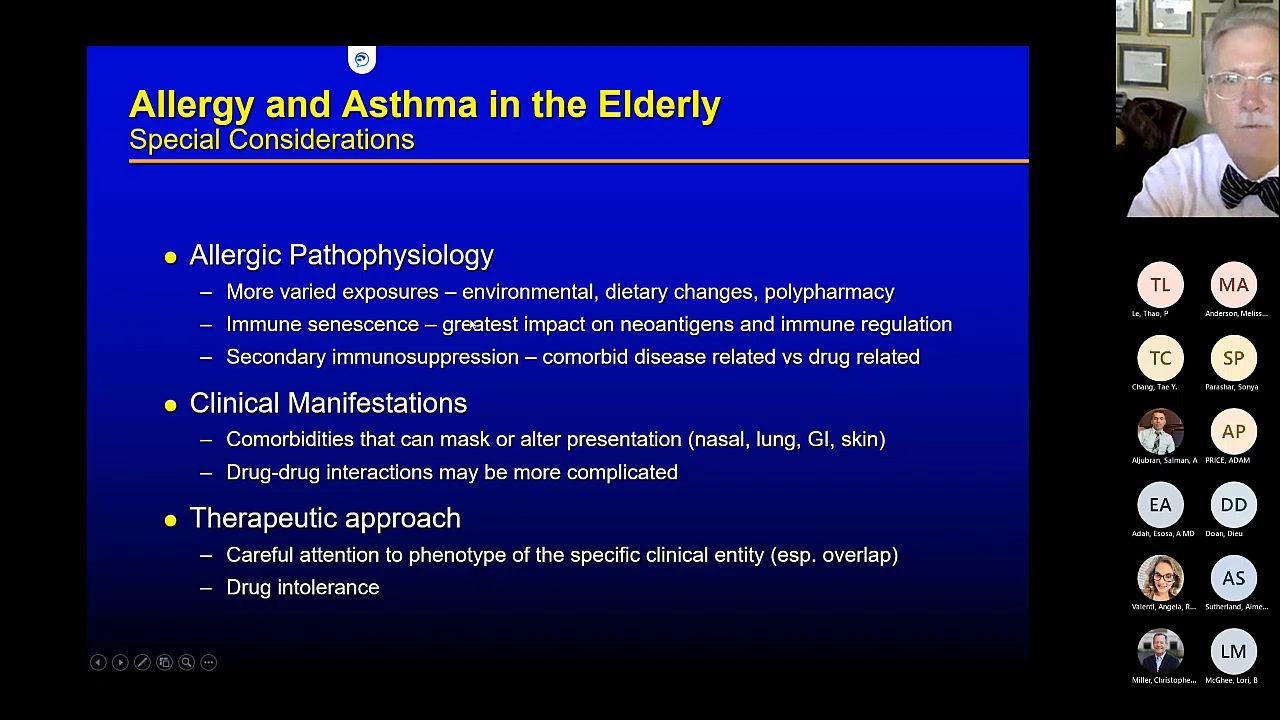 Allergy and Asthma in the Elderly
Special Considerations
Allergic Pathophysiology
– More varied exposures – environmental, dietary changes, polypharmacy
– Immune senescence – greatest impact on neoantigens and immune regulation
– Secondary immunosuppression – comorbid disease related vs drug related
Clinical Manifestations
– Comorbidities that can mask or alter presentation (nasal, lung, GI, skin)
– Drug-drug interactions may be more complicated
Therapeutic approach
– Careful attention to phenotype of the specific clinical entity (esp. overlap)
– Drug intolerance
TL
MA
Le, Thao, P
Anderson, Meliss...
TC
SP
Chang, Tae Y.
Parashar, Sonya
AP
Aljubran, Salman, A
PRICE, ADAM
EA
DD
Adah, Esosa, A MD
Doan, Dieu
AS
Valenti, Angela, R...
Sutherland, Aime...
LM
Miller, Christophe...
McGhee, Lori, B